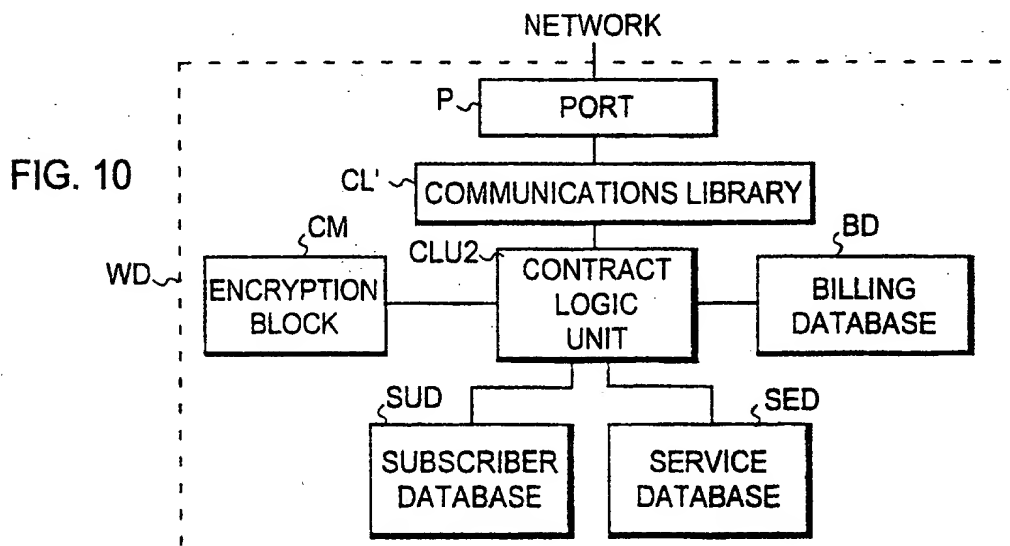 NETWORK
P
PORT
FIG. 10
CL'
COMMUNICATIONS LIBRARY
CM
CLU2
BD
WD
ENCRYPTION
BLOCK
CONTRACT
LOGIC
UNIT
BILLING
DATABASE
SUD
SED
SUBSCRIBER
DATABASE
SERVICE
DATABASE